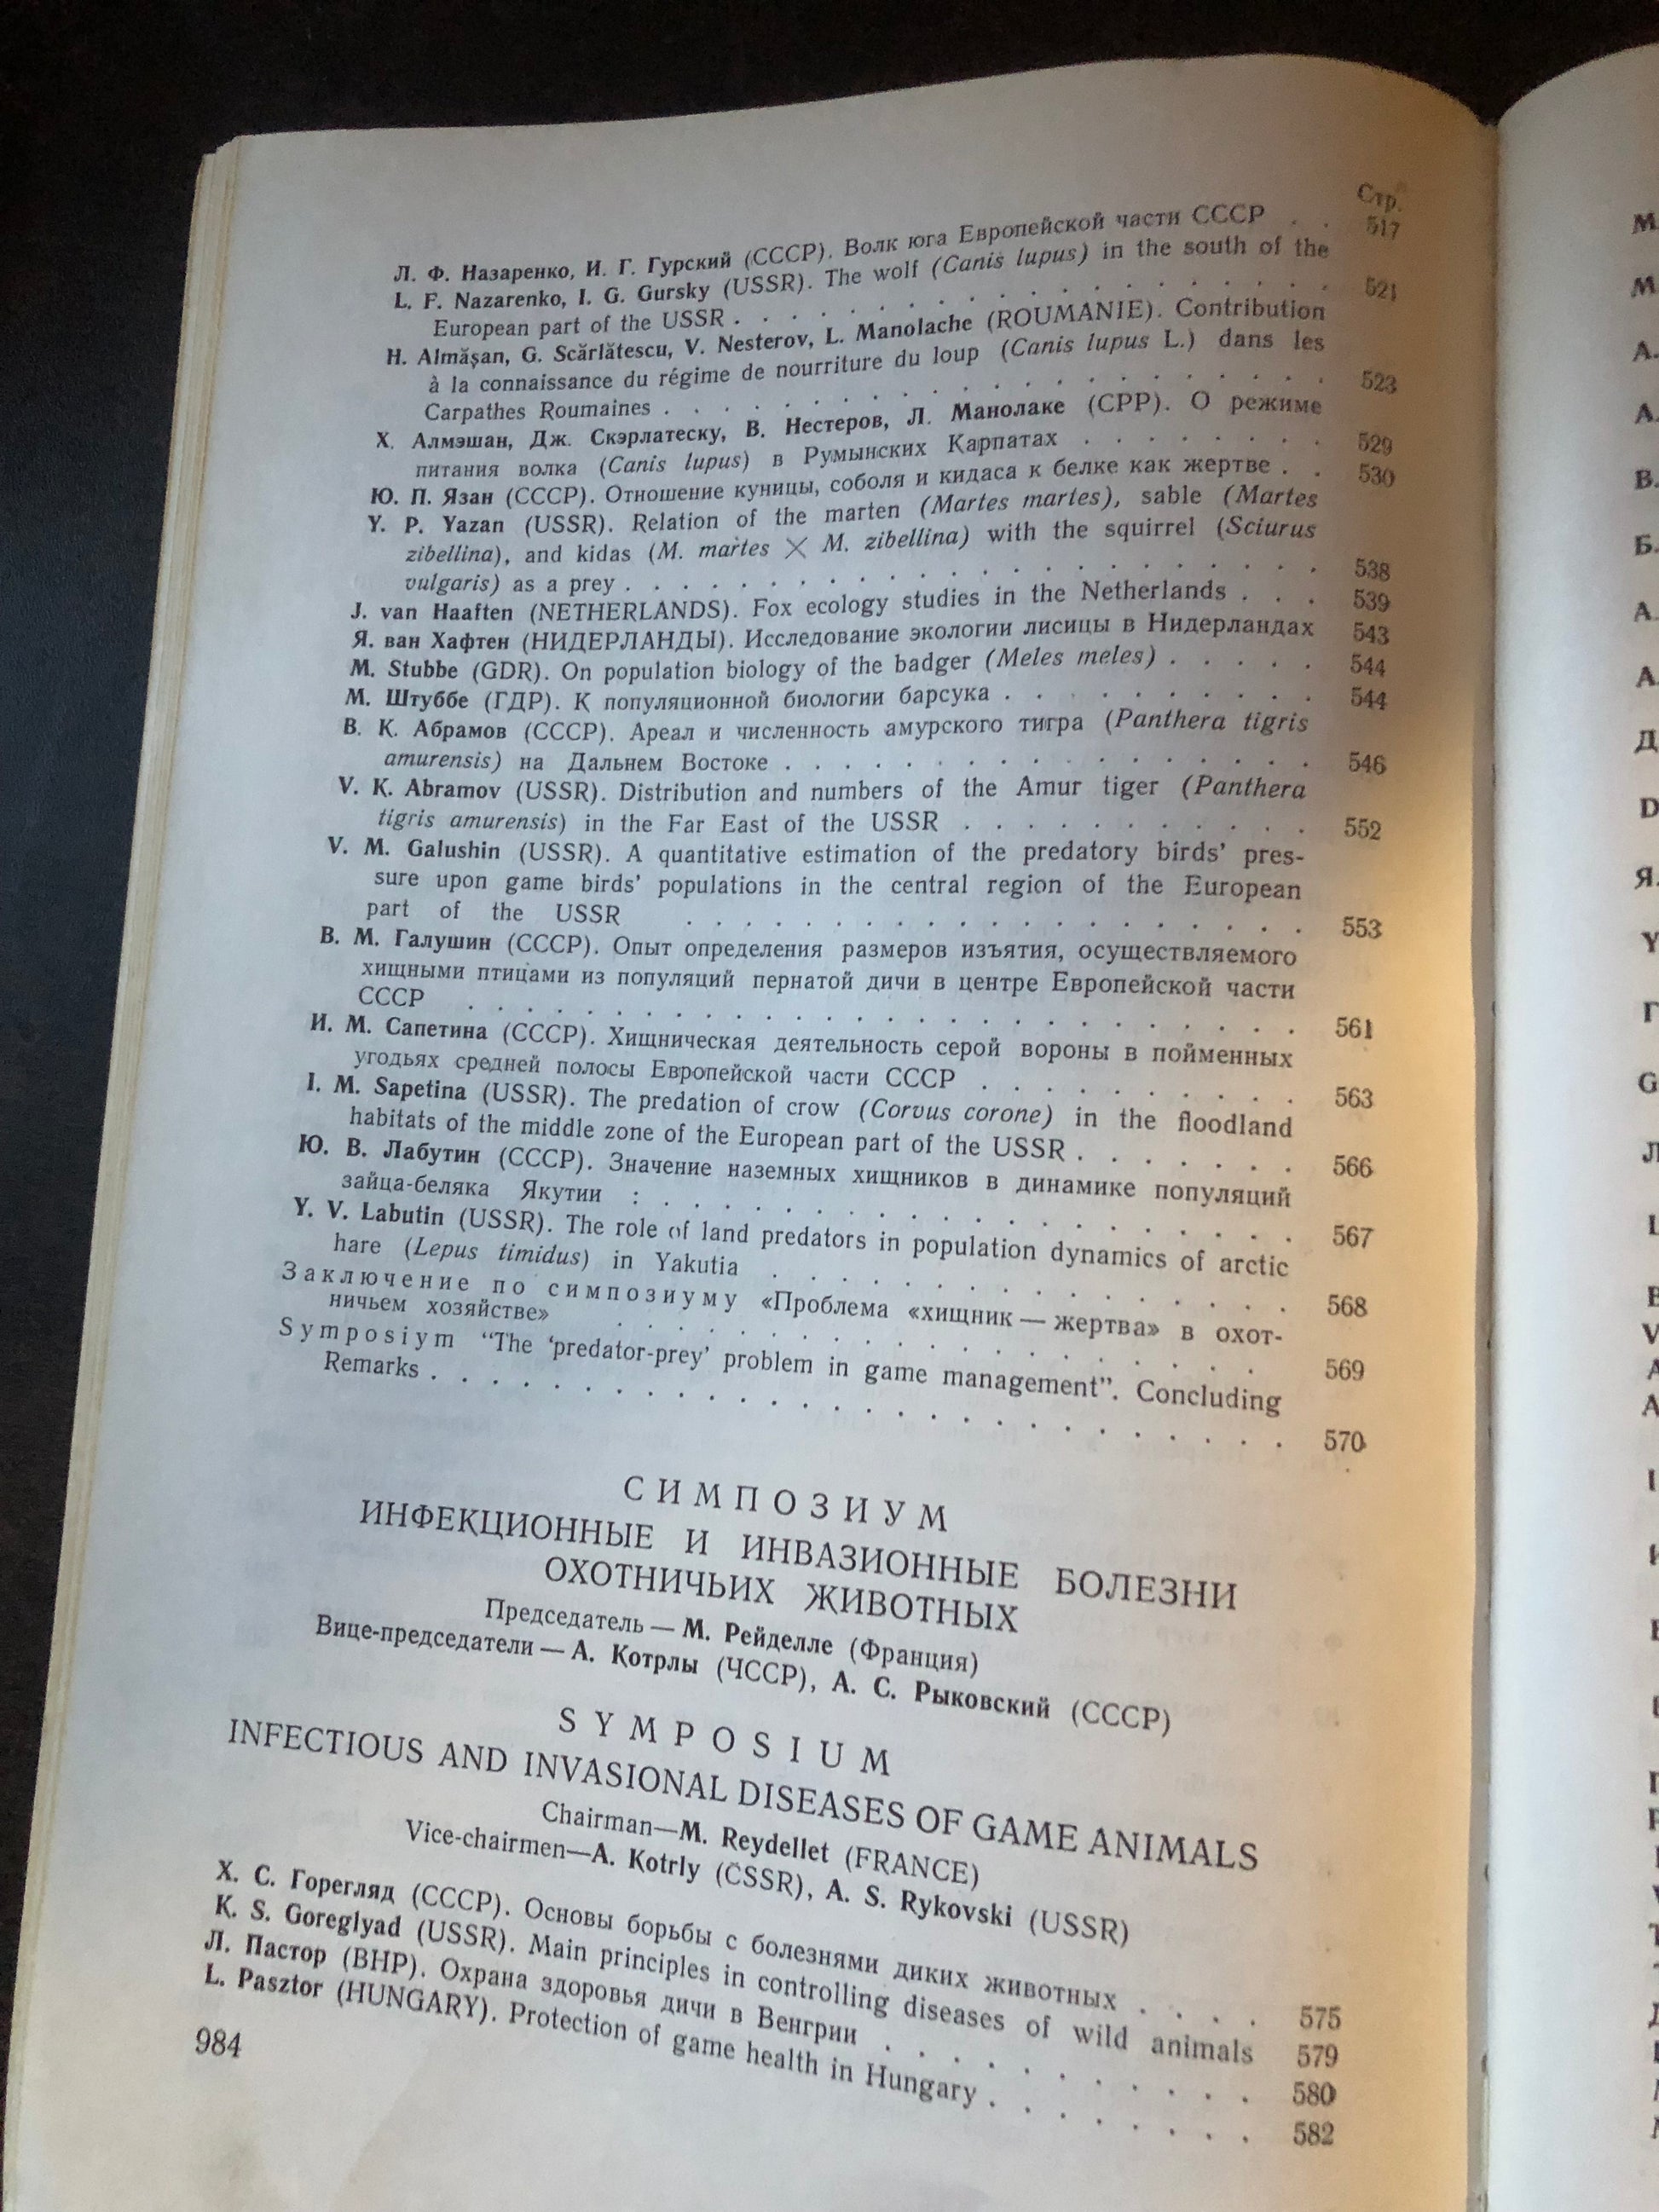 Стр.
Л. Ф. Назаренко, И. Г. Гурский (СССР). Волк юга Европейской части СССР . . 517
L. F. Nazarenko, I. G. Gursky (USSR). The wolf (Canis lupus) in the south of the
European part of the USSR . . . . . . . . . . . . . . . . 521
H. Almăşan, G. Scărlătescu, V. Nesterov, L. Manolache (ROUMANIE). Contribution
à la connaissance du régime de nourriture du loup (Canis lupus L.) dans les
Carpathes Roumaines . . . . . . . . . . . . . . . . . 523
Х. Алмэшан, Дж. Скэрлатеску, В. Нестеров, Л. Манолаке (СРР). О режиме
питания волка (Canis lupus) в Румынских Карпатах . . . . . . . . 529
Ю. П. Язан (СССР). Отношение куницы, соболя и кидаса к белке как жертве . . 530
Y. P. Yazan (USSR). Relation of the marten (Martes martes), sable (Martes
zibellina), and kidas (M. martes × M. zibellina) with the squirrel (Sciurus
vulgaris) as a prey . . . . . . . . . . . . . . . . . . 538
J. van Haaften (NETHERLANDS). Fox ecology studies in the Netherlands . . . 539
Я. ван Хафтен (НИДЕРЛАНДЫ). Исследование экологии лисицы в Нидерландах 543
M. Stubbe (GDR). On population biology of the badger (Meles meles) . . . . . 544
М. Штуббе (ГДР). К популяционной биологии барсука . . . . . . . . . . 544
В. К. Абрамов (СССР). Ареал и численность амурского тигра (Panthera tigris
amurensis) на Дальнем Востоке . . . . . . . . . . . . . . . . 546
V. K. Abramov (USSR). Distribution and numbers of the Amur tiger (Panthera
tigris amurensis) in the Far East of the USSR . . . . . . . . . . . . 552
V. M. Galushin (USSR). A quantitative estimation of the predatory birds’ pres-
sure upon game birds’ populations in the central region of the European
part of the USSR . . . . . . . . . . . . . . . . . . 553
В. М. Галушин (СССР). Опыт определения размеров изъятия, осуществляемого
хищными птицами из популяций пернатой дичи в центре Европейской части
СССР . . . . . . . . . . . . . . . . . . . . . . . . 561
И. М. Сапетина (СССР). Хищническая деятельность серой вороны в пойменных
угодьях средней полосы Европейской части СССР . . . . . . . . . . 563
I. M. Sapetina (USSR). The predation of crow (Corvus corone) in the floodland
habitats of the middle zone of the European part of the USSR . . . . . . . 566
Ю. В. Лабутин (СССР). Значение наземных хищников в динамике популяций
зайца-беляка Якутии : . . . . . . . . . . . . . . . . . . . 567
Y. V. Labutin (USSR). The role of land predators in population dynamics of arctic
hare (Lepus timidus) in Yakutia . . . . . . . . . . . . . . . 568
Заключение по симпозиуму «Проблема «хищник — жертва» в охот-
ничьем хозяйстве» . . . . . . . . . . . . . . . . . . . 569
Symposiym “The ‘predator-prey’ problem in game management”. Concluding
Remarks . . . . . . . . . . . . . . . . . . . . . . . . 570
СИМПОЗИУМ
ИНФЕКЦИОННЫЕ И ИНВАЗИОННЫЕ БОЛЕЗНИ
ОХОТНИЧЬИХ ЖИВОТНЫХ
Председатель — М. Рейделле (Франция)
Вице-председатели — А. Котрлы (ЧССР), А. С. Рыковский (СССР)
SYMPOSIUM
INFECTIOUS AND INVASIONAL DISEASES OF GAME ANIMALS
Chairman—M. Reydellet (FRANCE)
Vice-chairmen—A. Kotrly (ČSSR), A. S. Rykovski (USSR)
Х. С. Горегляд (СССР). Основы борьбы с болезнями диких животных . . . . 575
K. S. Goreglyad (USSR). Main principles in controlling diseases of wild animals 579
Л. Пастор (ВНР). Охрана здоровья дичи в Венгрии . . . . . . . . . . 580
L. Pasztor (HUNGARY). Protection of game health in Hungary . . . . . . . 582
984